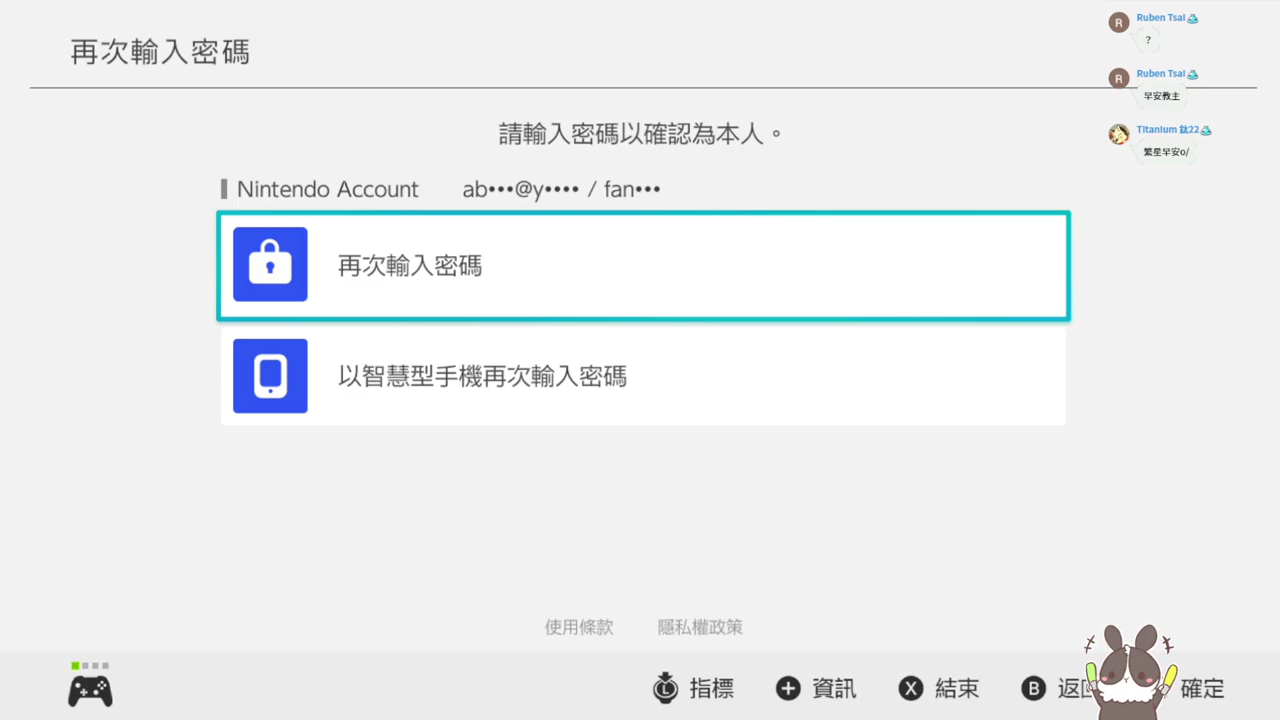 再次輸入密碼
Ruben Tsai
?
Ruben Tsai
早安教主
Titanium 鈦22
繁星早安o/
請輸入密碼以確認為本人。
Nintendo Account ab•••@y•••• / fan•••
再次輸入密碼
以智慧型手機再次輸入密碼
使用條款 隱私權政策
L 指標 + 資訊 X 結束 B 返回 確定